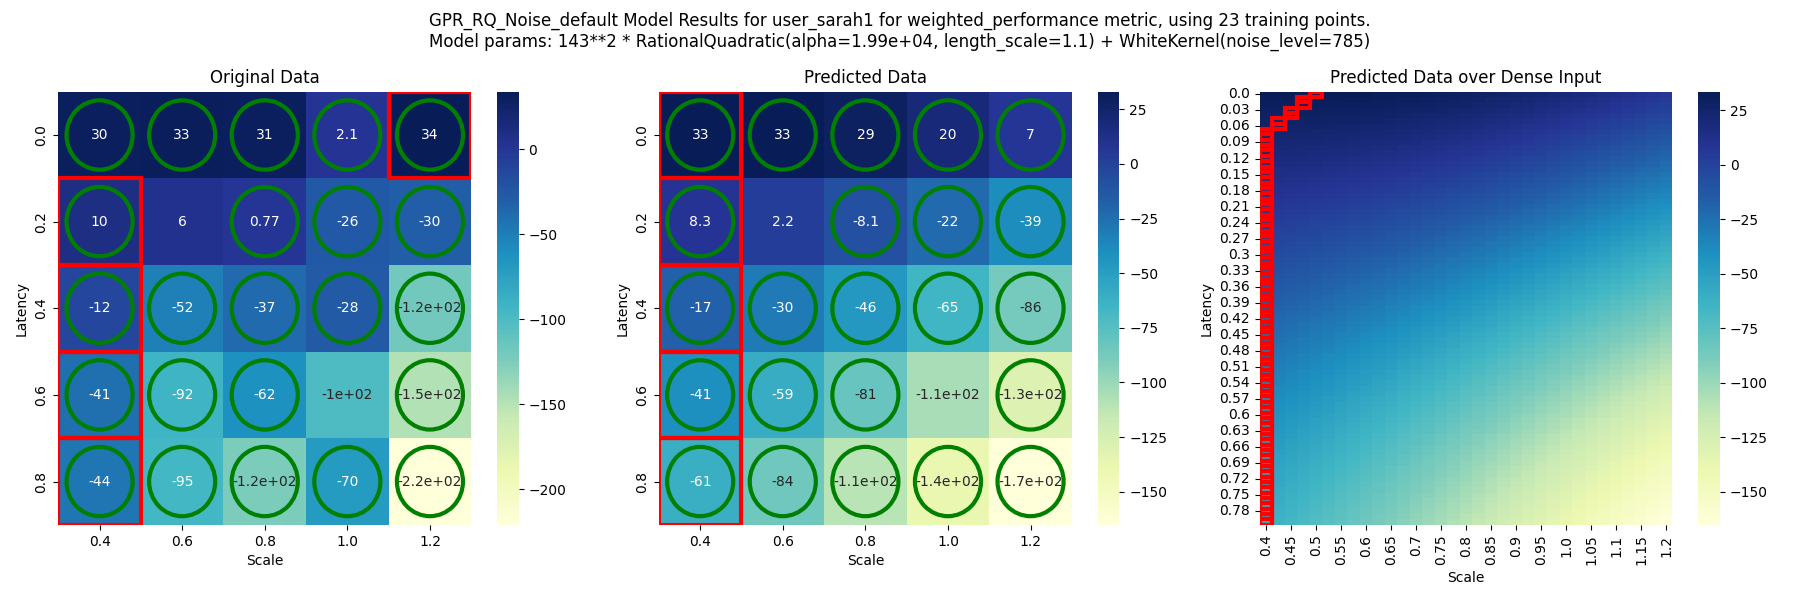 GPR_RQ_Noise_default Model Results for user_sarah1 for weighted_performance metric, using 23 training points.
Model params: 143**2 * RationalQuadratic(alpha=1.99e+04, length_scale=1.1) + WhiteKernel(noise_level=785)
Original Data
Latency
0.0 30 33 31 2.1 34
0.2 10 6 0.77 -26 -30
0.4 -12 -52 -37 -28 -1.2e+02
0.6 -41 -92 -62 -1e+02 -1.5e+02
0.8 -44 -95 -1.2e+02 -70 -2.2e+02
0.4 0.6 0.8 1.0 1.2
Scale
0
−50
−100
−150
−200
Predicted Data
Latency
0.0 33 33 29 20 7
0.2 8.3 2.2 -8.1 -22 -39
0.4 -17 -30 -46 -65 -86
0.6 -41 -59 -81 -1.1e+02 -1.3e+02
0.8 -61 -84 -1.1e+02 -1.4e+02 -1.7e+02
0.4 0.6 0.8 1.0 1.2
Scale
25
0
−25
−50
−75
−100
−125
−150
Predicted Data over Dense Input
Latency
0.0
0.03
0.06
0.09
0.12
0.15
0.18
0.21
0.24
0.27
0.3
0.33
0.36
0.39
0.42
0.45
0.48
0.51
0.54
0.57
0.6
0.63
0.66
0.69
0.72
0.75
0.78
0.4 0.45 0.5 0.55 0.6 0.65 0.7 0.75 0.8 0.85 0.9 0.95 1.0 1.05 1.1 1.15 1.2
Scale
25
0
−25
−50
−75
−100
−125
−150